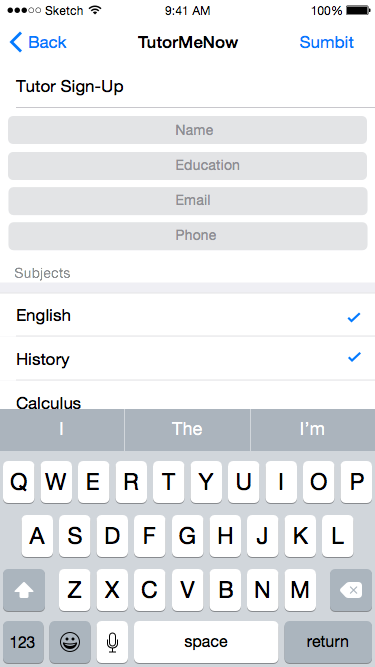 Sketch 9:41 AM 100%
Back TutorMeNow Sumbit
Tutor Sign-Up
Name
Education
Email
Phone
Subjects
English
History
Calculus
I The I'm
Q W E R T Y U I O P
A S D F G H J K L
Z X C V B N M
123 space return